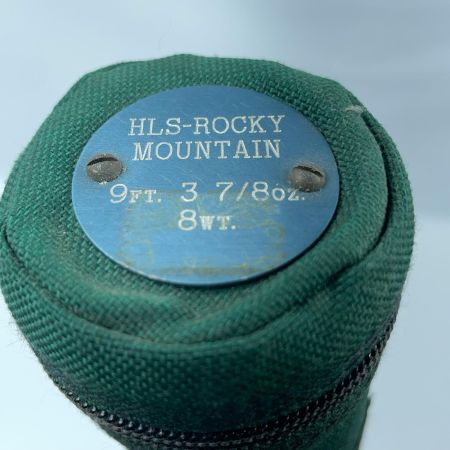 HLS-ROCKY
MOUNTAIN
9FT. 3 7/8OZ.
8WT.